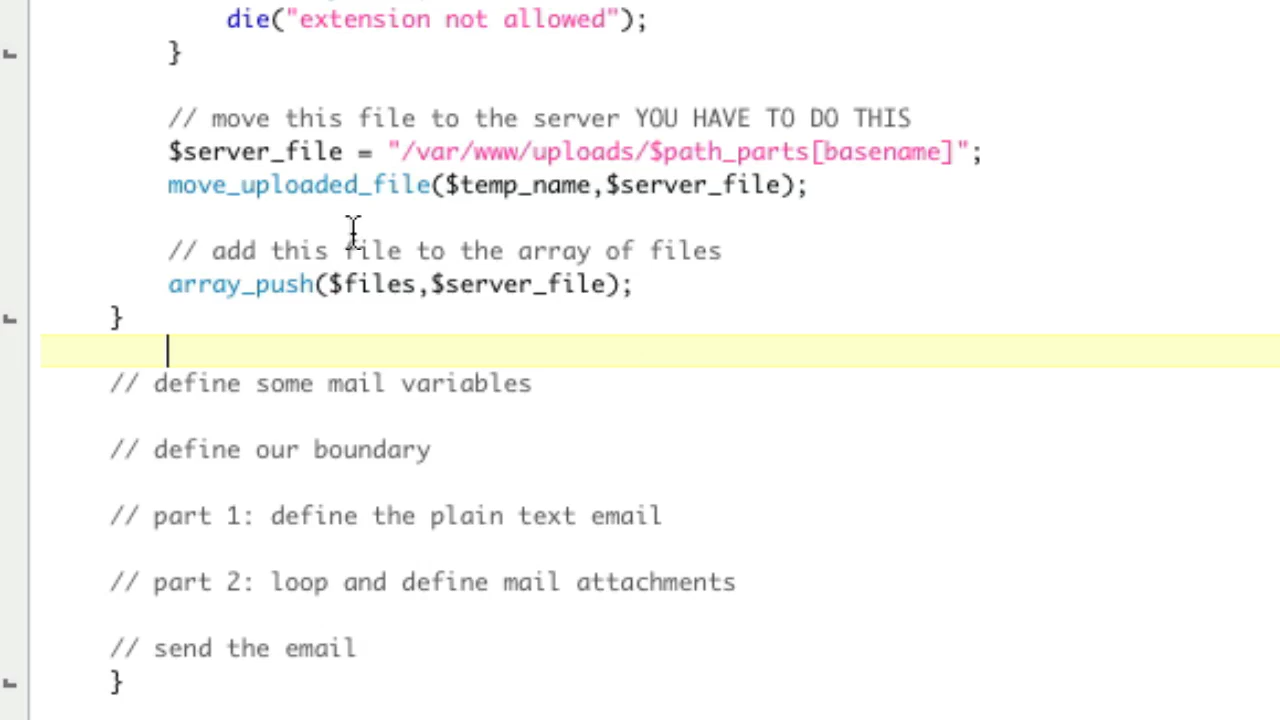 die("extension not allowed");
}
// move this file to the server YOU HAVE TO DO THIS
$server_file = "/var/www/uploads/$path_parts[basename]";
move_uploaded_file($temp_name,$server_file);
// add this file to the array of files
array_push($files,$server_file);
}
// define some mail variables
// define our boundary
// part 1: define the plain text email
// part 2: loop and define mail attachments
// send the email
}